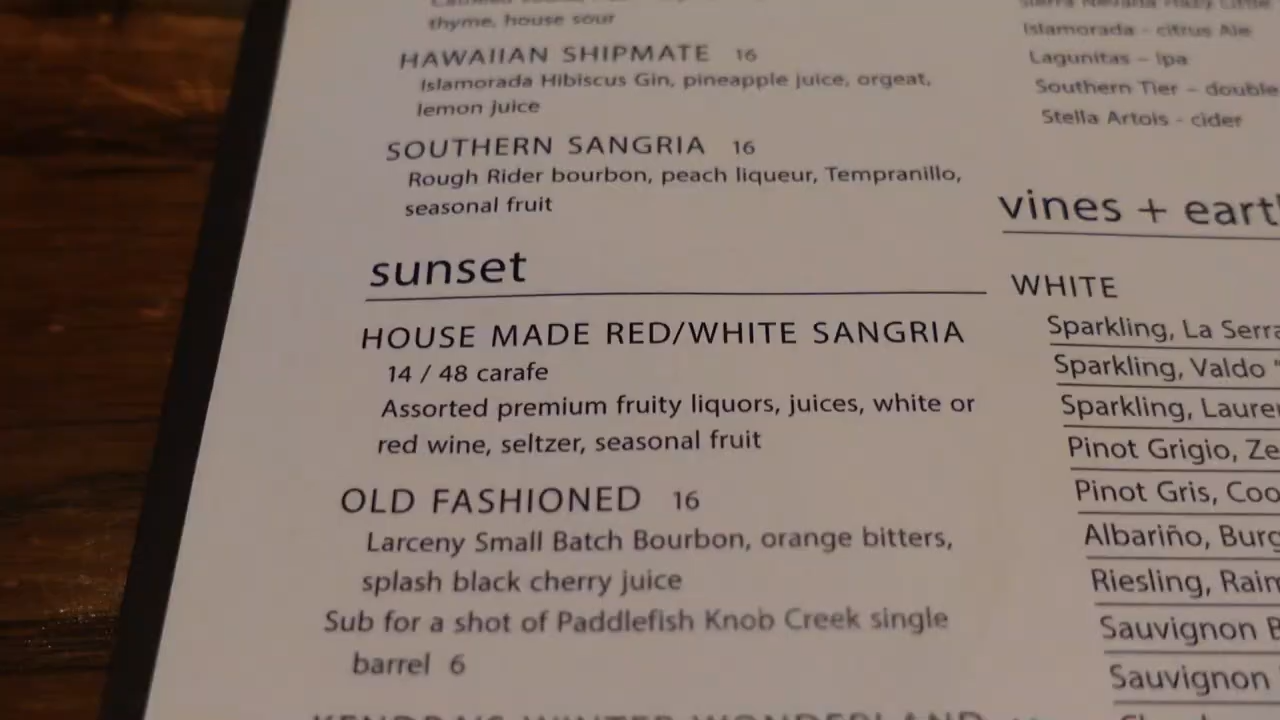 thyme, house sour
HAWAIIAN SHIPMATE 16
Islamorada Hibiscus Gin, pineapple juice, orgeat,
lemon juice
SOUTHERN SANGRIA 16
Rough Rider bourbon, peach liqueur, Tempranillo,
seasonal fruit
sunset
HOUSE MADE RED/WHITE SANGRIA
14 / 48 carafe
Assorted premium fruity liquors, juices, white or
red wine, seltzer, seasonal fruit
OLD FASHIONED 16
Larceny Small Batch Bourbon, orange bitters,
splash black cherry juice
Sub for a shot of Paddlefish Knob Creek single
barrel 6
KENDRA'S WINTER WONDERLAND
Islamorada - citrus Ale
Lagunitas - ipa
Southern Tier - double
Stella Artois - cider
vines + eart
WHITE
Sparkling, La Serra
Sparkling, Valdo "
Sparkling, Laure
Pinot Grigio, Ze
Pinot Gris, Coo
Albariño, Burg
Riesling, Rain
Sauvignon B
Sauvignon